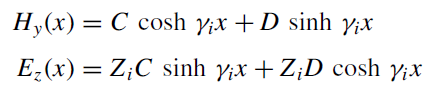 H_y(x) = C cosh γ_i x + D sinh γ_i x
E_z(x) = Z_i C sinh γ_i x + Z_i D cosh γ_i x